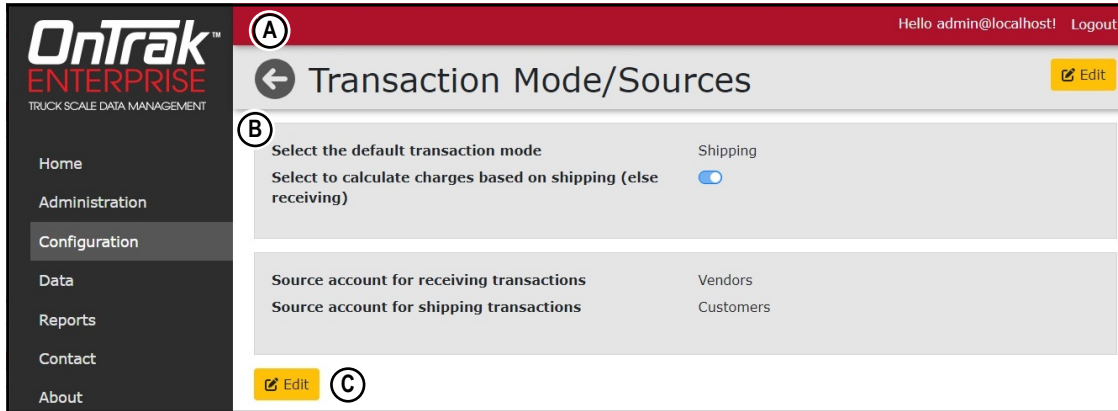 OnTrak™
ENTERPRISE
TRUCK SCALE DATA MANAGEMENT
Home
Administration
Configuration
Data
Reports
Contact
About
A
Hello admin@localhost! Logout
Transaction Mode/Sources
Edit
B
Select the default transaction mode Shipping
Select to calculate charges based on shipping (else
receiving)
Source account for receiving transactions Vendors
Source account for shipping transactions Customers
Edit
C